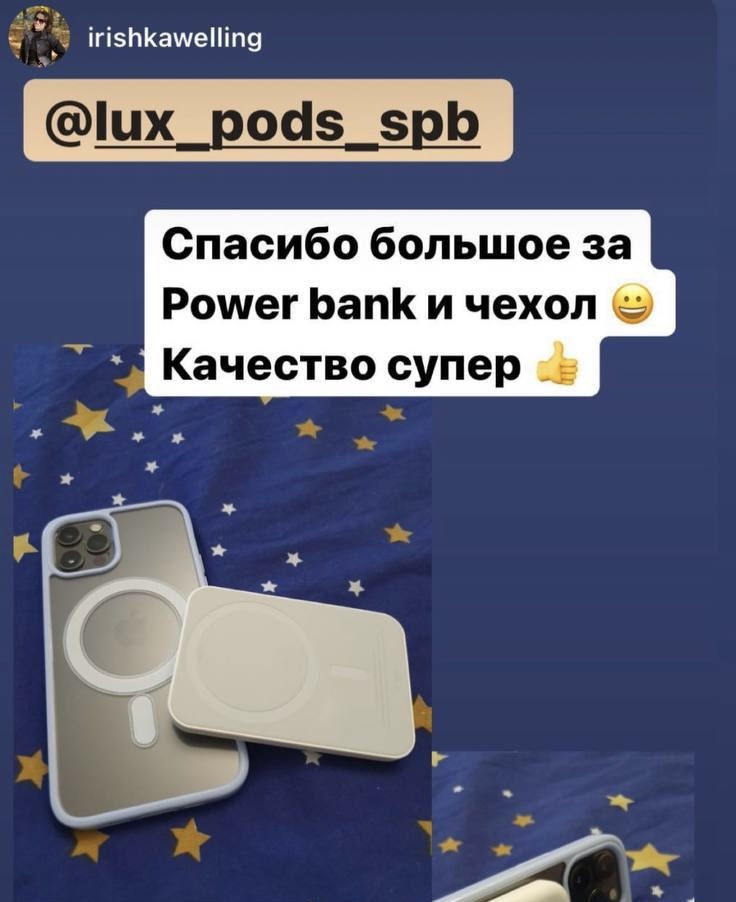 irishkawelling
@lux_pods_spb
Спасибо большое за
Power bank и чехол 😀
Качество супер 👍